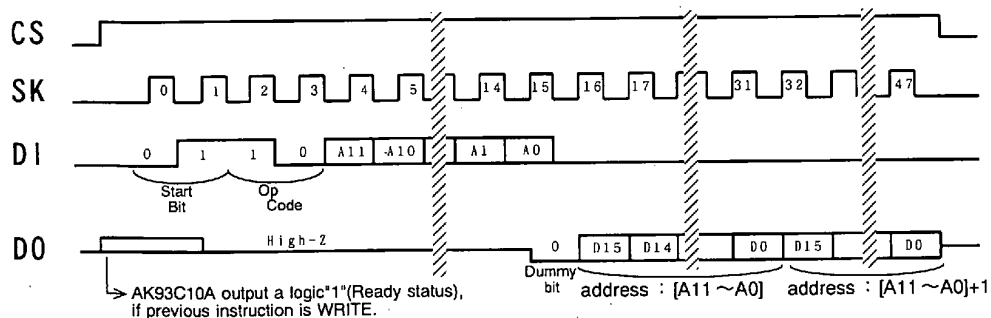 CS
SK 0 1 2 3 4 5 14 15 16 17 31 32 47
DI 0 1 1 0 A11 A10 A1 A0
Start Bit Op Code
DO High-Z 0 D15 D14 D0 D15 D0
Dummy bit address : [A11 ~A0] address : [A11 ~A0]+1
AK93C10A output a logic"1"(Ready status),
if previous instruction is WRITE.